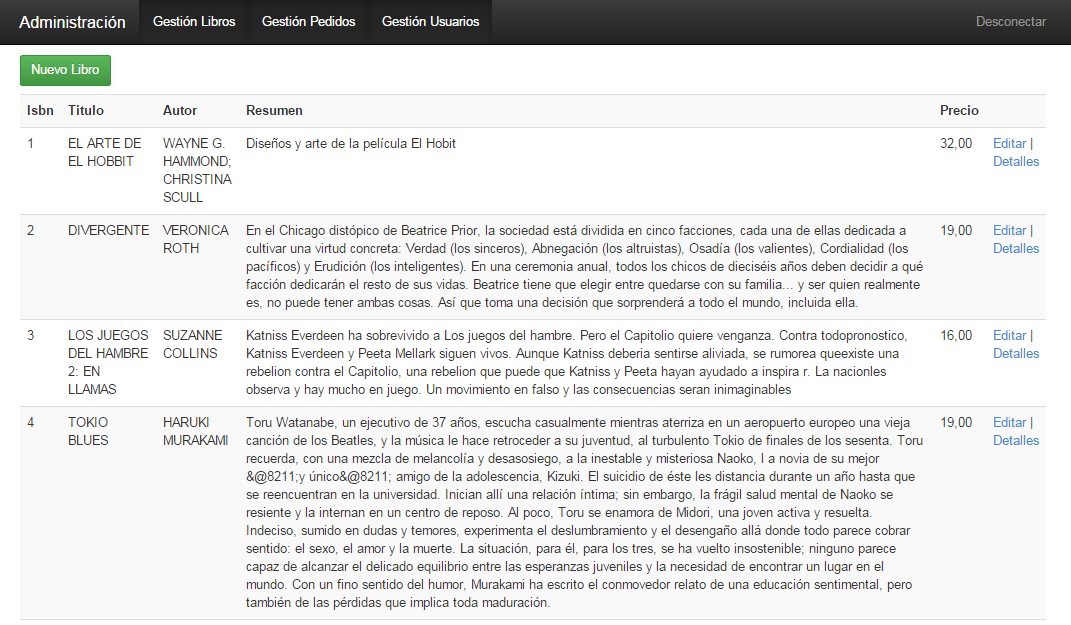 Administración Gestión Libros Gestión Pedidos Gestión Usuarios Desconectar
Nuevo Libro
Isbn Titulo Autor Resumen Precio
1 EL ARTE DE WAYNE G. Diseños y arte de la película El Hobit 32,00 Editar |
EL HOBBIT HAMMOND; Detalles
CHRISTINA
SCULL
2 DIVERGENTE VERONICA En el Chicago distópico de Beatrice Prior, la sociedad está dividida en cinco facciones, cada una de ellas dedicada a 19,00 Editar |
ROTH cultivar una virtud concreta: Verdad (los sinceros), Abnegación (los altruistas), Osadía (los valientes), Cordialidad (los Detalles
pacíficos) y Erudición (los inteligentes). En una ceremonia anual, todos los chicos de dieciséis años deben decidir a qué
facción dedicarán el resto de sus vidas. Beatrice tiene que elegir entre quedarse con su familia... y ser quien realmente
es, no puede tener ambas cosas. Así que toma una decisión que sorprenderá a todo el mundo, incluida ella.
3 LOS JUEGOS SUZANNE Katniss Everdeen ha sobrevivido a Los juegos del hambre. Pero el Capitolio quiere venganza. Contra todopronostico, 16,00 Editar |
DEL HAMBRE COLLINS Katniss Everdeen y Peeta Mellark siguen vivos. Aunque Katniss deberia sentirse aliviada, se rumorea queexiste una Detalles
2: EN rebelion contra el Capitolio, una rebelion que puede que Katniss y Peeta hayan ayudado a inspira r. La nacionles
LLAMAS observa y hay mucho en juego. Un movimiento en falso y las consecuencias seran inimaginables
4 TOKIO HARUKI Toru Watanabe, un ejecutivo de 37 años, escucha casualmente mientras aterriza en un aeropuerto europeo una vieja 19,00 Editar |
BLUES MURAKAMI canción de los Beatles, y la música le hace retroceder a su juventud, al turbulento Tokio de finales de los sesenta. Toru Detalles
recuerda, con una mezcla de melancolía y desasosiego, a la inestable y misteriosa Naoko, l a novia de su mejor
&@8211;y único&@8211; amigo de la adolescencia, Kizuki. El suicidio de éste les distancia durante un año hasta que
se reencuentran en la universidad. Inician allí una relación íntima; sin embargo, la frágil salud mental de Naoko se
resiente y la internan en un centro de reposo. Al poco, Toru se enamora de Midori, una joven activa y resuelta.
Indeciso, sumido en dudas y temores, experimenta el deslumbramiento y el desengaño allá donde todo parece cobrar
sentido: el sexo, el amor y la muerte. La situación, para él, para los tres, se ha vuelto insostenible; ninguno parece
capaz de alcanzar el delicado equilibrio entre las esperanzas juveniles y la necesidad de encontrar un lugar en el
mundo. Con un fino sentido del humor, Murakami ha escrito el conmovedor relato de una educación sentimental, pero
también de las pérdidas que implica toda maduración.